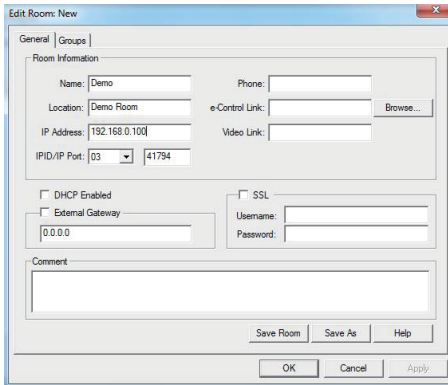 Edit Room: New
General Groups
Room Information
Name: Demo Phone:
Location: Demo Room e-Control Link: Browse...
IP Address: 192.168.0.100 Video Link:
IPID/IP Port: 03 41794
DHCP Enabled SSL
External Gateway Username:
0.0.0.0 Password:
Comment
Save Room Save As Help
OK Cancel Apply